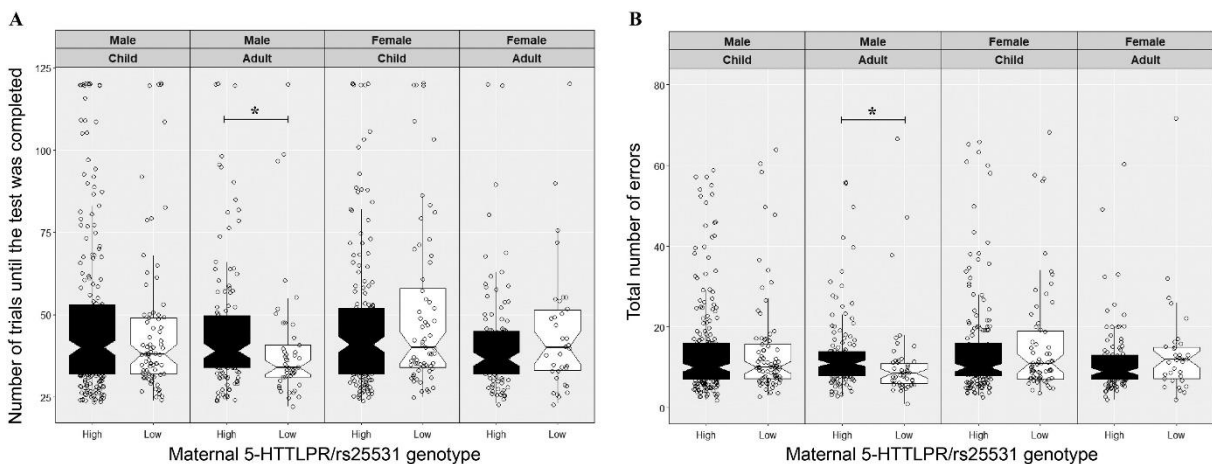 A
Male Male Female Female
Child Adult Child Adult
Number of trials until the test was completed
125
100
75
50
25
*
High Low High Low High Low High Low
Maternal 5-HTTLPR/rs25531 genotype
B
Male Male Female Female
Child Adult Child Adult
Total number of errors
80
60
40
20
0
*
High Low High Low High Low High Low
Maternal 5-HTTLPR/rs25531 genotype